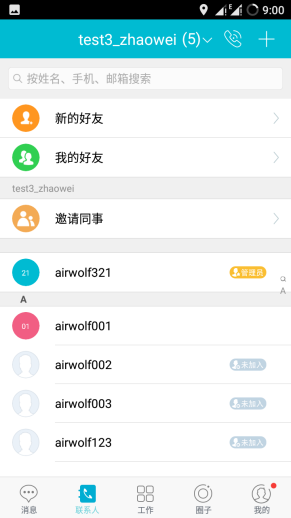 9:00
test3_zhaowei (5)
按姓名、手机、邮箱搜索
新的好友
我的好友
test3_zhaowei
邀请同事
21 airwolf321 管理员
A
A
01 airwolf001
airwolf002 未加入
airwolf003 未加入
airwolf123 未加入
消息 联系人 工作 圈子 我的